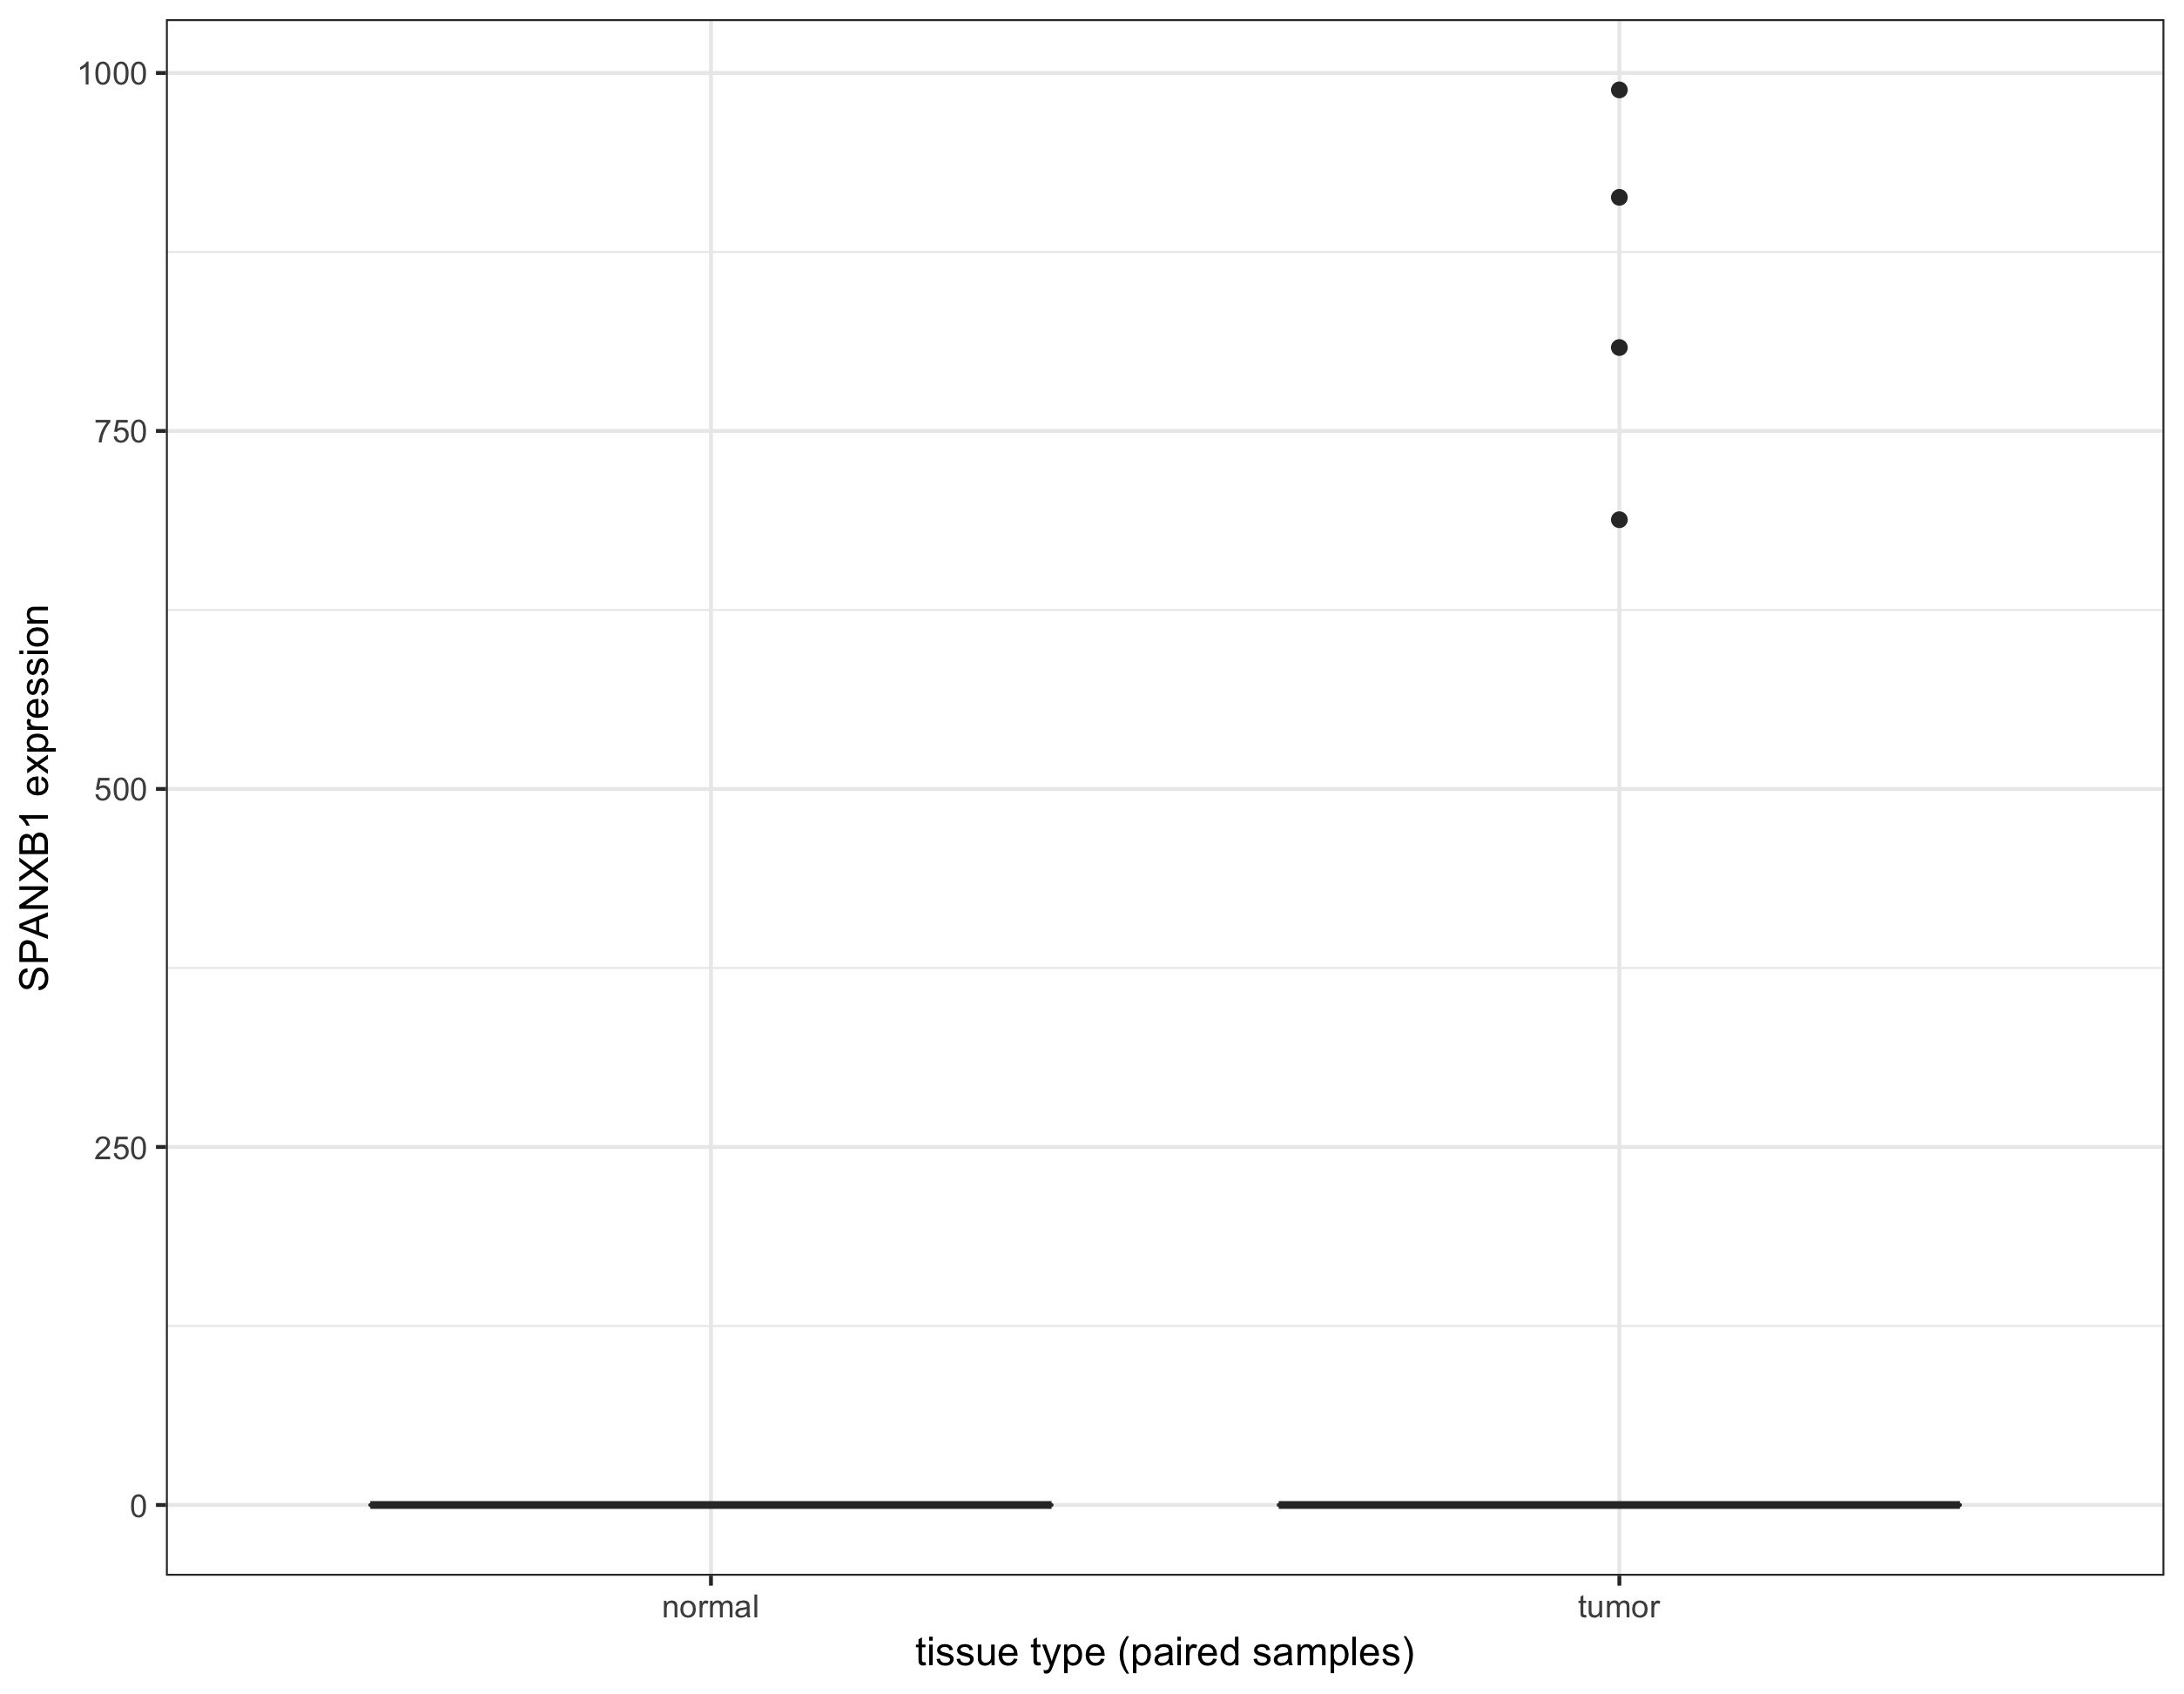 SPANXB1 expression
1000
750
500
250
0
normal
tumor
tissue type (paired samples)